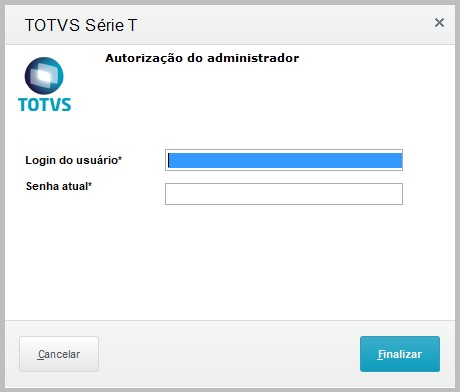 TOTVS Série T
Autorização do administrador
TOTVS
Login do usuário*
Senha atual*
Cancelar
Finalizar